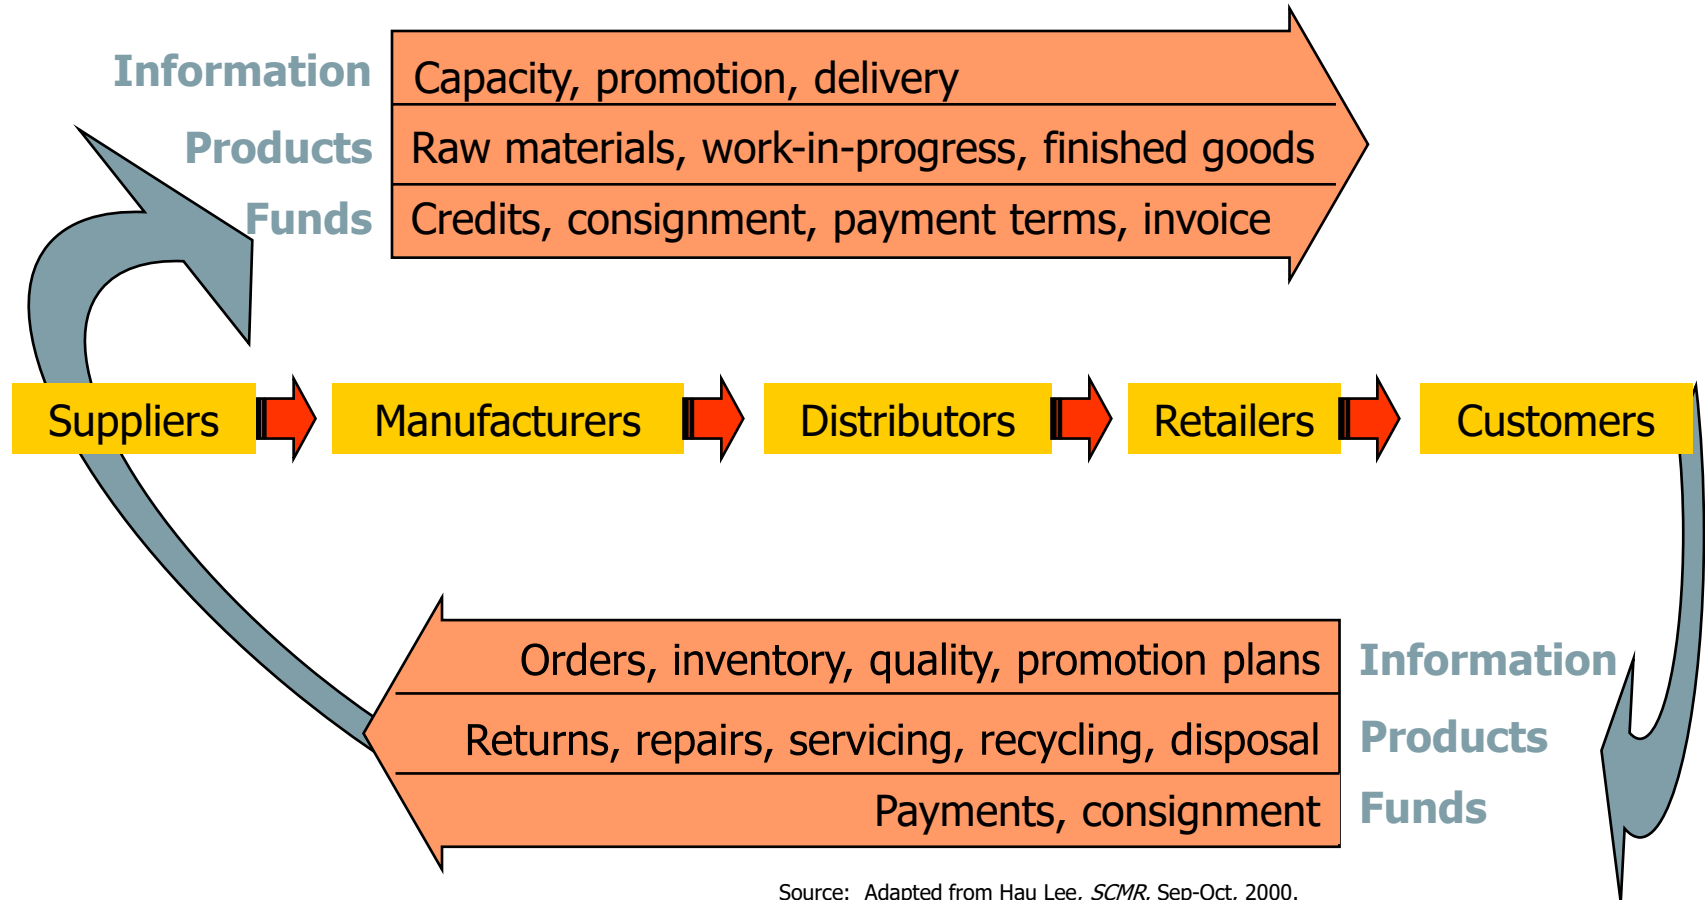 Information
Capacity, promotion, delivery
Products
Raw materials, work-in-progress, finished goods
Funds
Credits, consignment, payment terms, invoice
Suppliers
Manufacturers
Distributors
Retailers
Customers
Orders, inventory, quality, promotion plans
Information
Returns, repairs, servicing, recycling, disposal
Products
Payments, consignment
Funds
Source: Adapted from Hau Lee, SCMR, Sep-Oct, 2000.